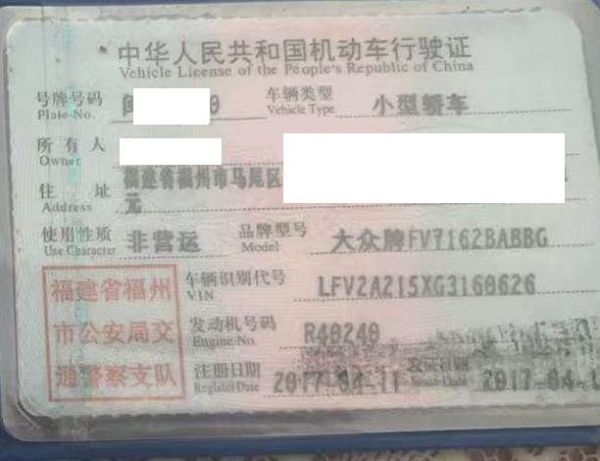 中华人民共和国机动车行驶证
Vehicle License of the People's Republic of China
号牌号码 车辆类型 小型轿车
Plate No. Vehicle Type
所有人
Owner
住址 福建省福州市马尾区
Address 元
使用性质 非营运 品牌型号 大众牌FV7162BABBG
Use Character Model
福建省福州 车辆识别代号 LFV2A215XG3160626
VIN
市公安局交 发动机号码 R40240
Engine No.
通警察支队 注册日期 2017-04-11 发证日期 2017-04-1
Register Date Issue Date